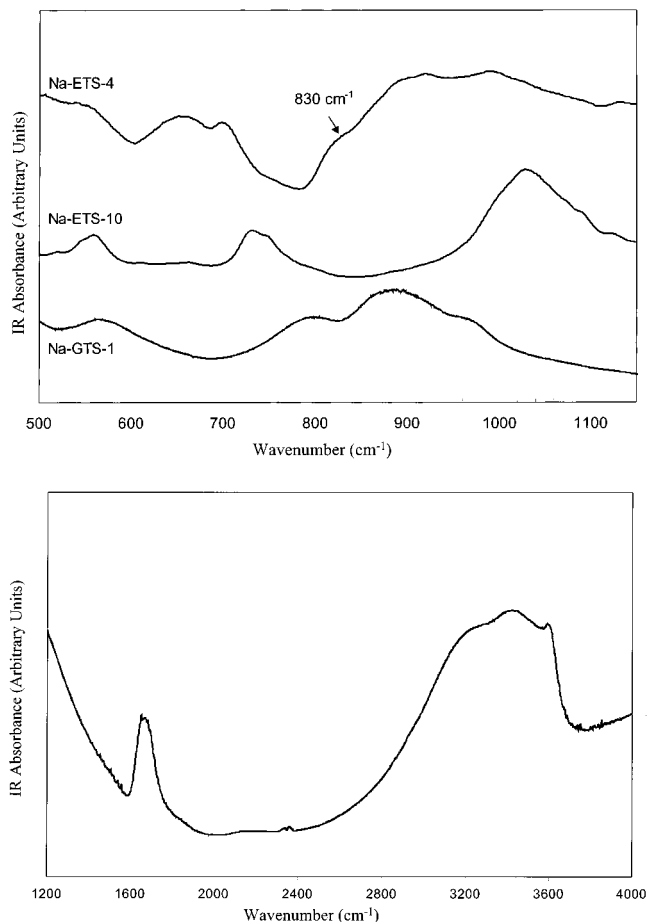 Na-ETS-4
830 cm⁻¹
Na-ETS-10
Na-GTS-1
IR Absorbance (Arbitrary Units)
500 600 700 800 900 1000 1100
Wavenumber (cm⁻¹)
IR Absorbance (Arbitrary Units)
1200 1600 2000 2400 2800 3200 3600 4000
Wavenumber (cm⁻¹)